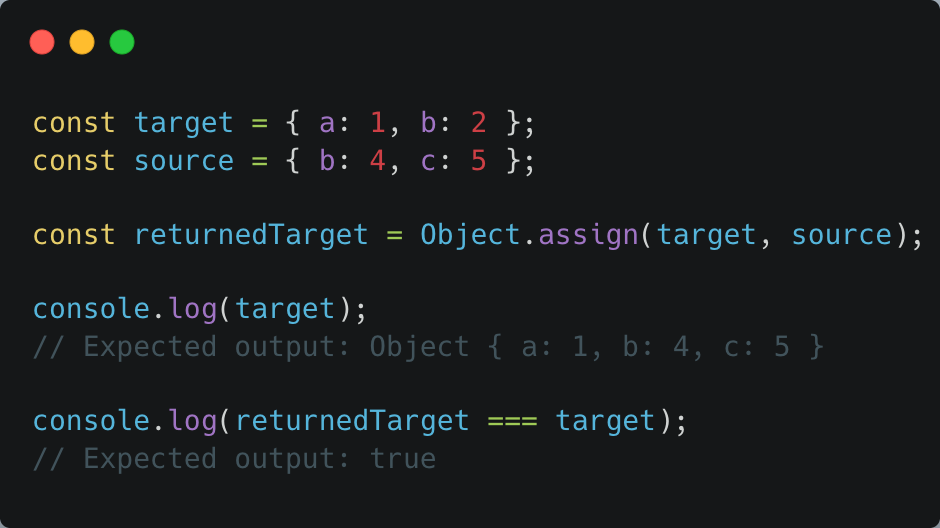 const target = { a: 1, b: 2 };
const source = { b: 4, c: 5 };
const returnedTarget = Object.assign(target, source);
console.log(target);
// Expected output: Object { a: 1, b: 4, c: 5 }
console.log(returnedTarget === target);
// Expected output: true